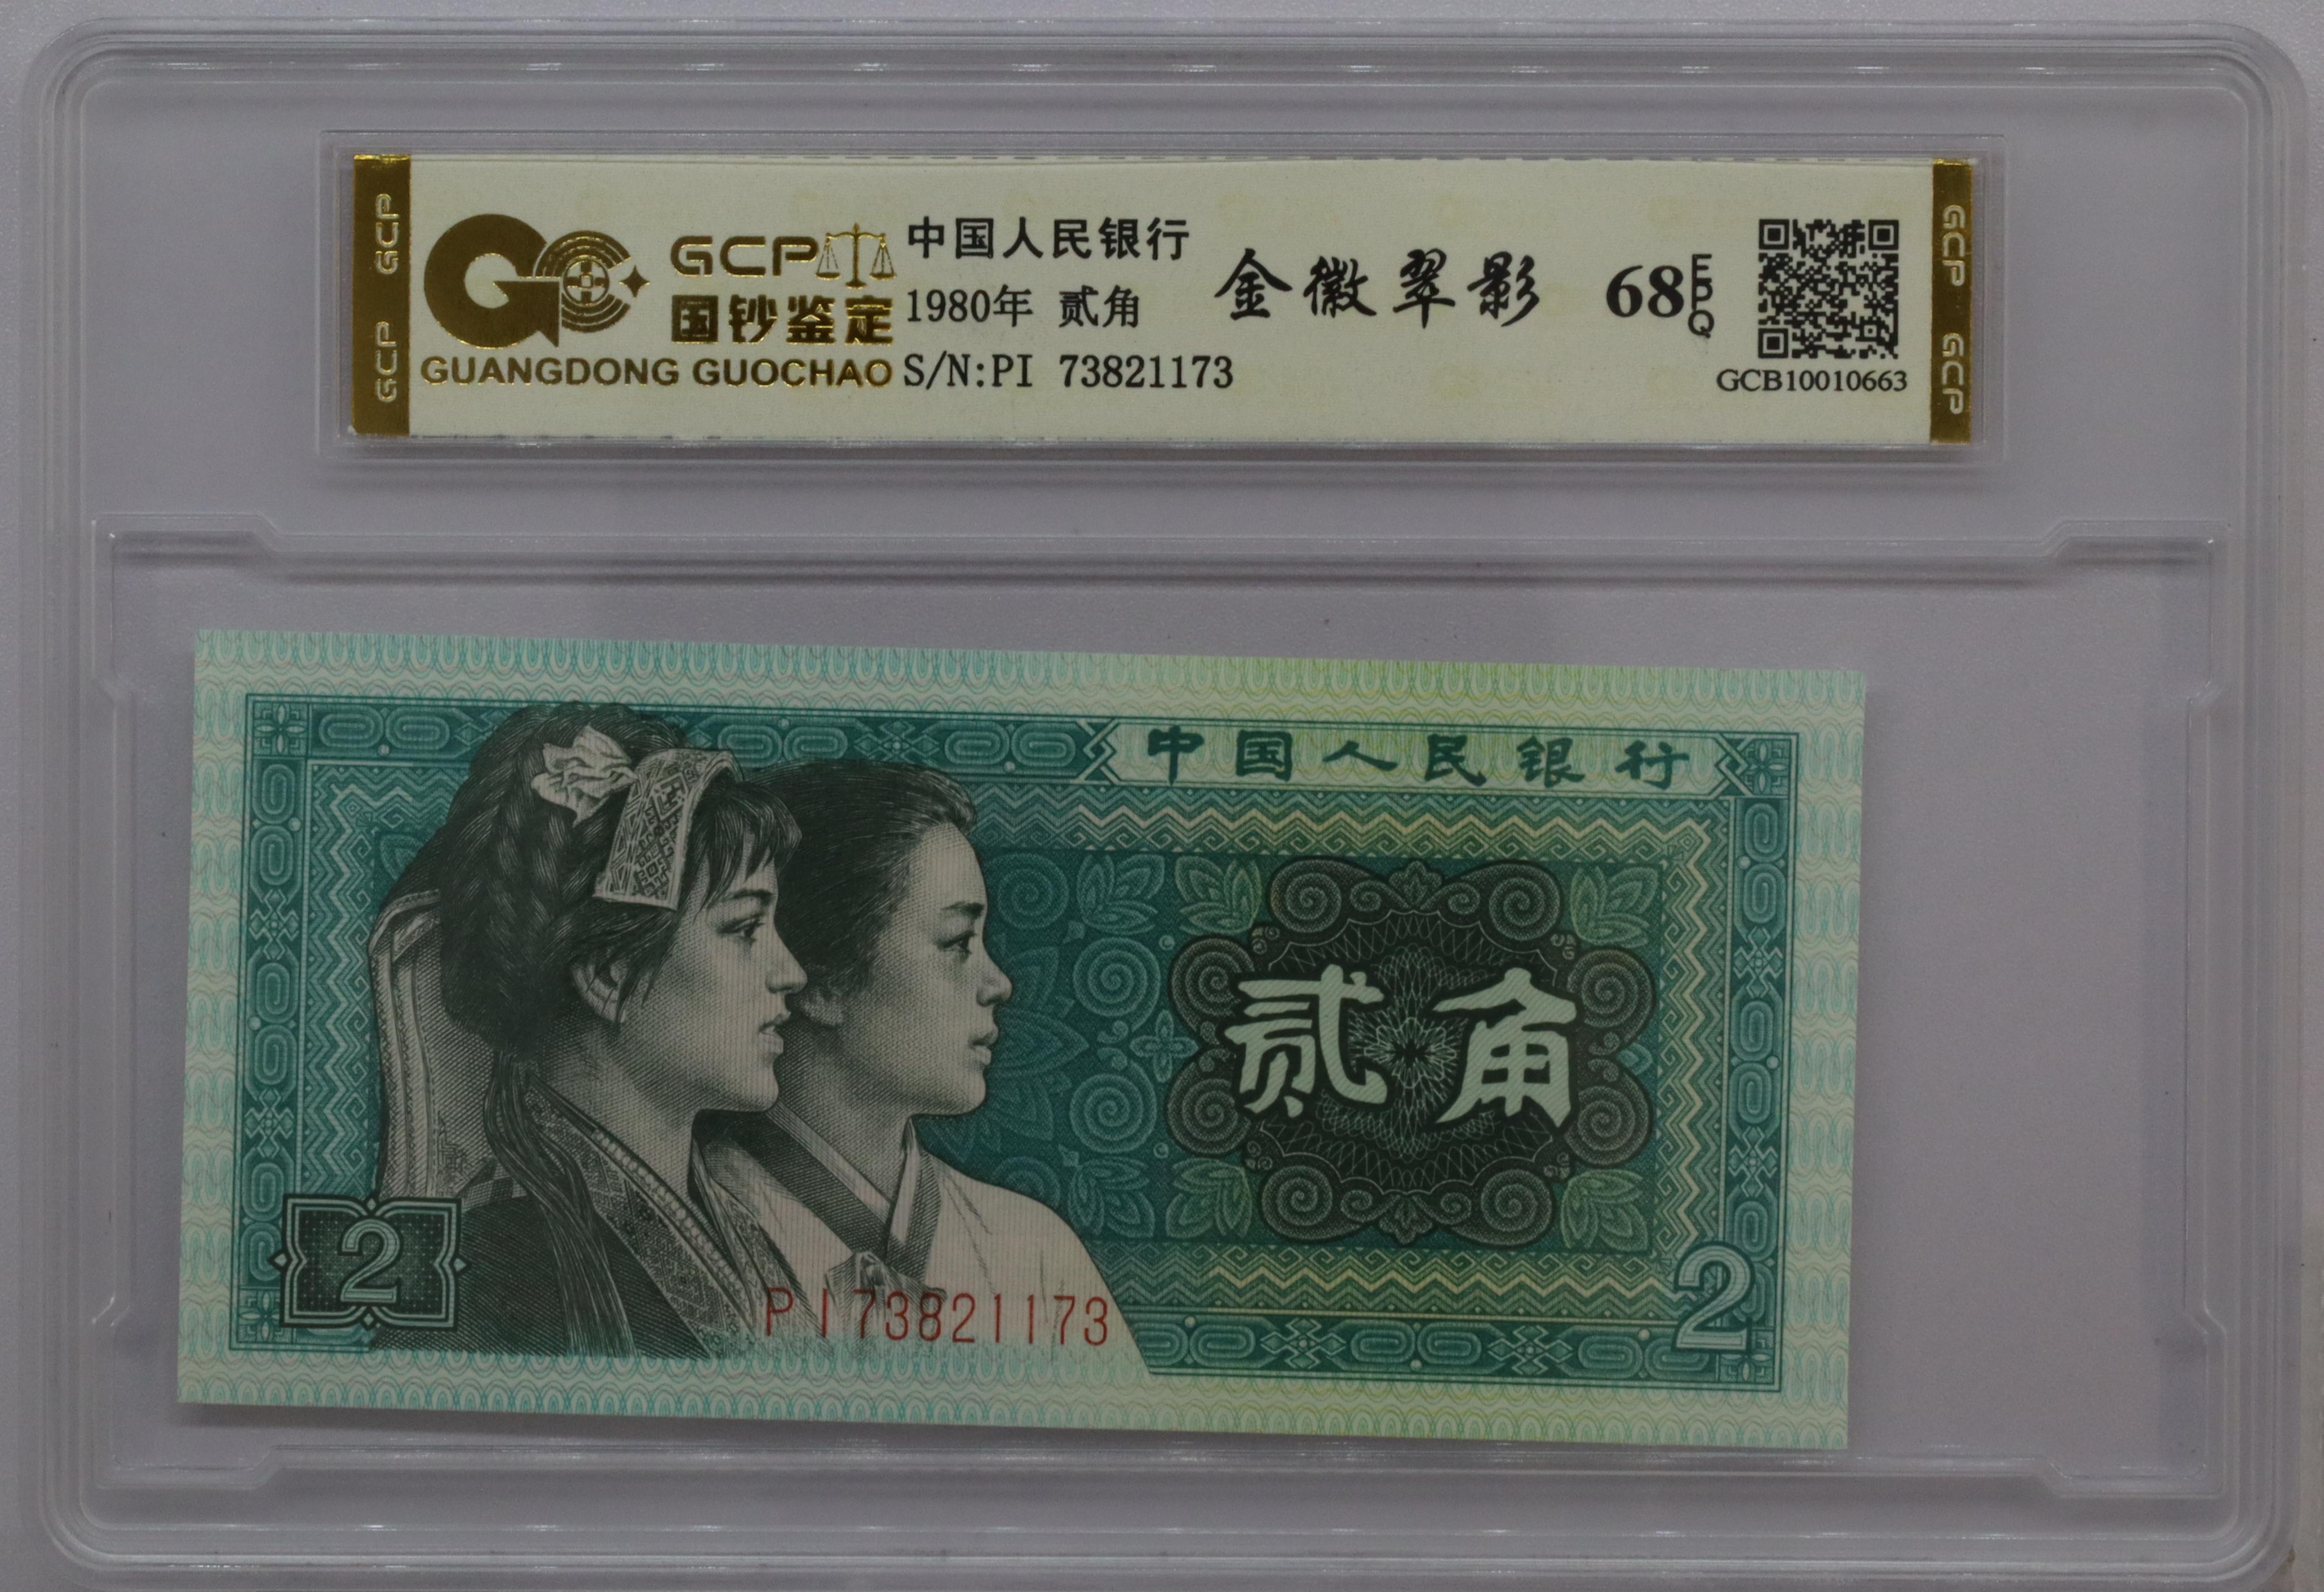 GCP GCP
GCP
国钞鉴定
GUANGDONG GUOCHAO
中国人民银行
1980年 贰角
S/N:PI 73821173
金徽翠影
68 EPQ
GCB10010663
GCP GCP
中国人民银行
贰角
2
PI73821173
2